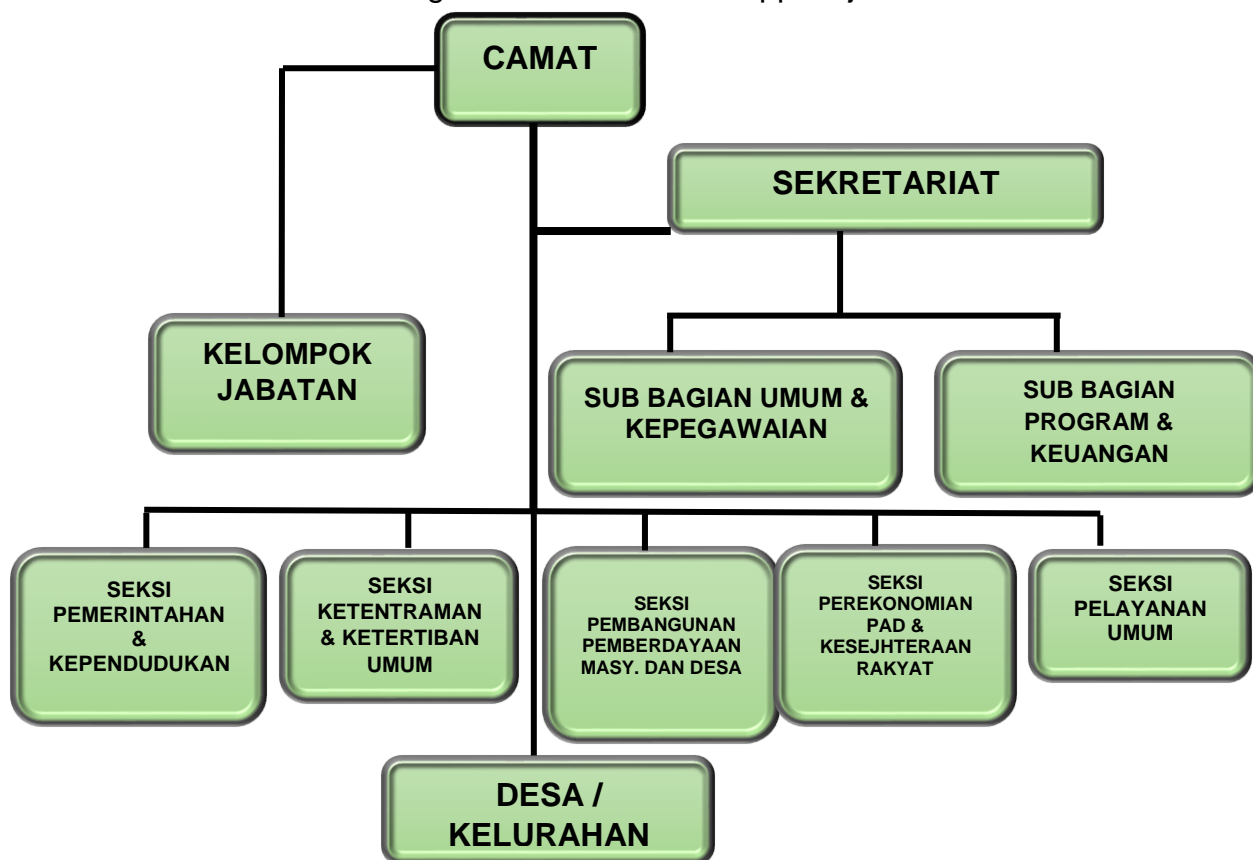 CAMAT
SEKRETARIAT
KELOMPOK
JABATAN
SUB BAGIAN UMUM &
KEPEGAWAIAN
SUB BAGIAN
PROGRAM &
KEUANGAN
SEKSI
PEMERINTAHAN
&
KEPENDUDUKAN
SEKSI
KETENTRAMAN
& KETERTIBAN
UMUM
SEKSI
PEMBANGUNAN
PEMBERDAYAAN
MASY. DAN DESA
SEKSI
PEREKONOMIAN
PAD &
KESEJHTERAAN
RAKYAT
SEKSI
PELAYANAN
UMUM
DESA /
KELURAHAN